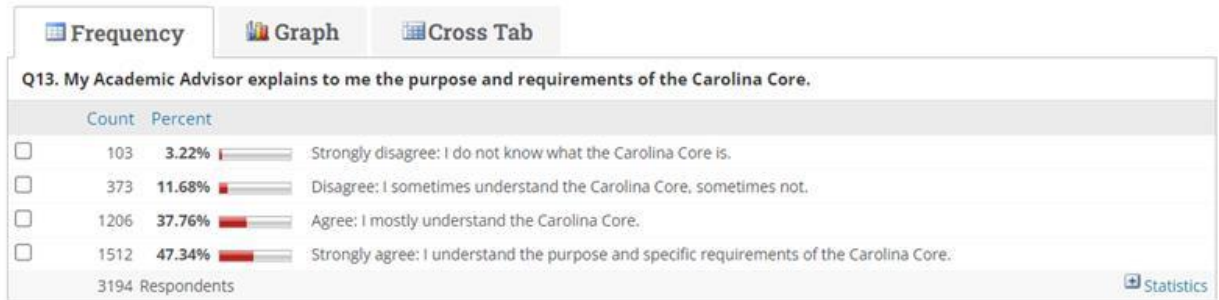 Frequency Graph Cross Tab
Q13. My Academic Advisor explains to me the purpose and requirements of the Carolina Core.
Count Percent
103 3.22% Strongly disagree: I do not know what the Carolina Core is.
373 11.68% Disagree: I sometimes understand the Carolina Core, sometimes not.
1206 37.76% Agree: I mostly understand the Carolina Core.
1512 47.34% Strongly agree: I understand the purpose and specific requirements of the Carolina Core.
3194 Respondents Statistics